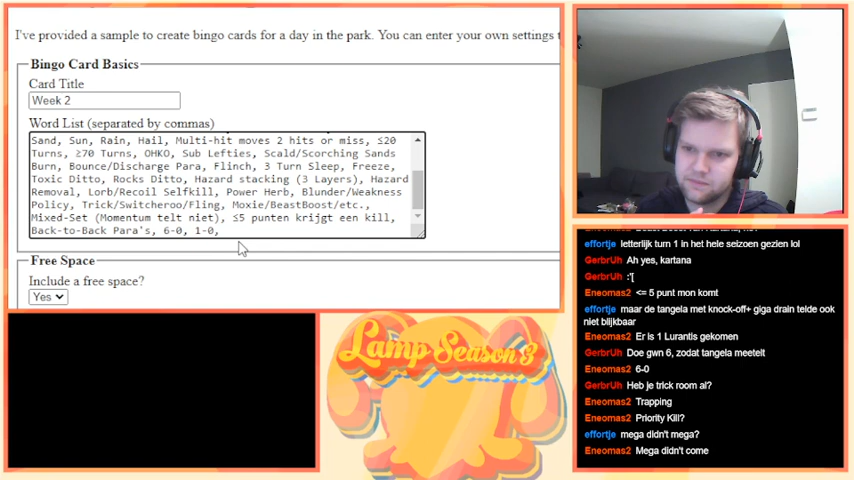 I've provided a sample to create bingo cards for a day in the park. You can enter your own settings t
Bingo Card Basics
Card Title
Week 2
Word List (separated by commas)
Sand, Sun, Rain, Hail, Multi-hit moves 2 hits or miss, ≤20
Turns, ≥70 Turns, OHKO, Sub Lefties, Scald/Scorching Sands
Burn, Bounce/Discharge Para, Flinch, 3 Turn Sleep, Freeze,
Toxic Ditto, Rocks Ditto, Hazard stacking (3 Layers), Hazard
Removal, Lorb/Recoil Selfkill, Power Herb, Blunder/Weakness
Policy, Trick/Switcheroo/Fling, Moxie/BeastBoost/etc.,
Mixed-Set (Momentum telt niet), ≤5 punten krijgt een kill,
Back-to-Back Para's, 6-0, 1-0,
Free Space
Include a free space?
Yes
Lamp Season 3
effortje letterlijk turn 1 in het hele seizoen gezien lol
GerbrUh Ah yes, kartana
GerbrUh :'[
Eneomas2 <= 5 punt mon komt
effortje maar de tangela met knock-off+ giga drain telde ook
niet blijkbaar
Eneomas2 Er is 1 Lurantis gekomen
GerbrUh Doe gwn 6, zodat tangela meetelt
Eneomas2 6-0
GerbrUh Heb je trick room al?
Eneomas2 Trapping
Eneomas2 Priority Kill?
effortje mega didn't mega?
Eneomas2 Mega didn't come